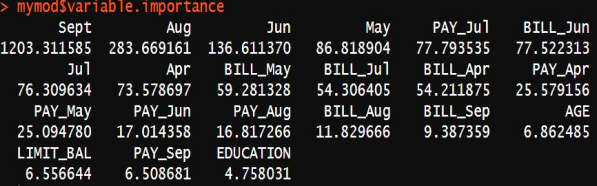 > mymod$variable.importance
Sept Aug Jun May PAY_Jul BILL_Jun
1203.311585 283.669161 136.611370 86.818904 77.793535 77.522313
Jul Apr BILL_May BILL_Jul BILL_Apr PAY_Apr
76.309634 73.578697 59.281328 54.306405 54.211875 25.579156
PAY_May PAY_Jun PAY_Aug BILL_Aug BILL_Sep AGE
25.094780 17.014358 16.817266 11.829666 9.387359 6.862485
LIMIT_BAL PAY_Sep EDUCATION
6.556644 6.508681 4.758031